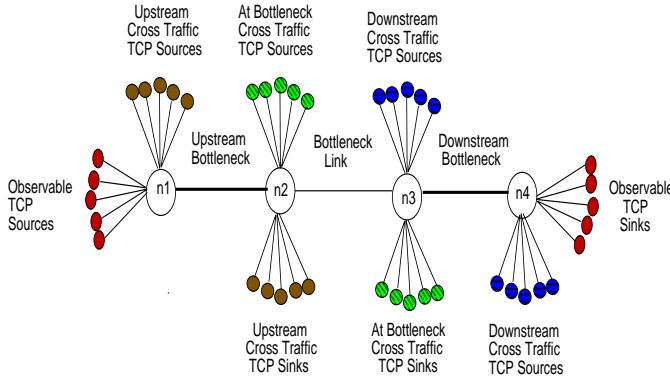 Upstream
Cross Traffic
TCP Sources
At Bottleneck
Cross Traffic
TCP Sources
Downstream
Cross Traffic
TCP Sources
Upstream
Bottleneck
Bottleneck
Link
Downstream
Bottleneck
Observable
TCP
Sources
n1
n2
n3
n4
Observable
TCP
Sinks
Upstream
Cross Traffic
TCP Sinks
At Bottleneck
Cross Traffic
TCP Sinks
Downstream
Cross Traffic
TCP Sources